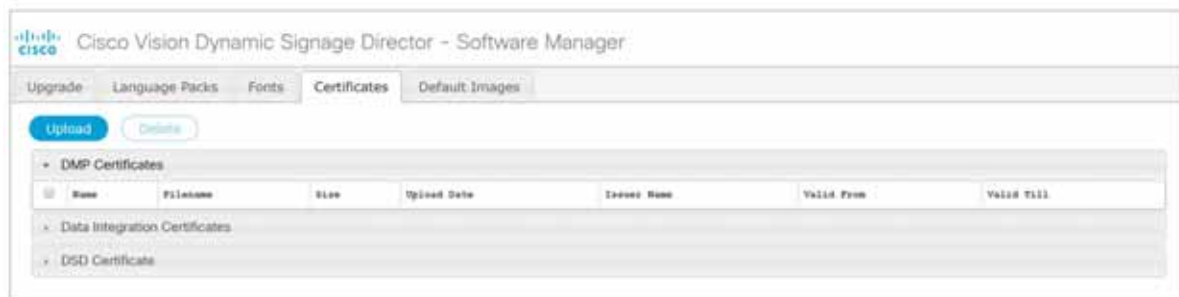 CISCO
Cisco Vision Dynamic Signage Director - Software Manager
Upgrade Language Packs Fonts Certificates Default Images
Upload Delete
DMP Certificates
Name Filename Size Upload Date Issuer Name Valid From Valid Till
Data Integration Certificates
DSD Certificate